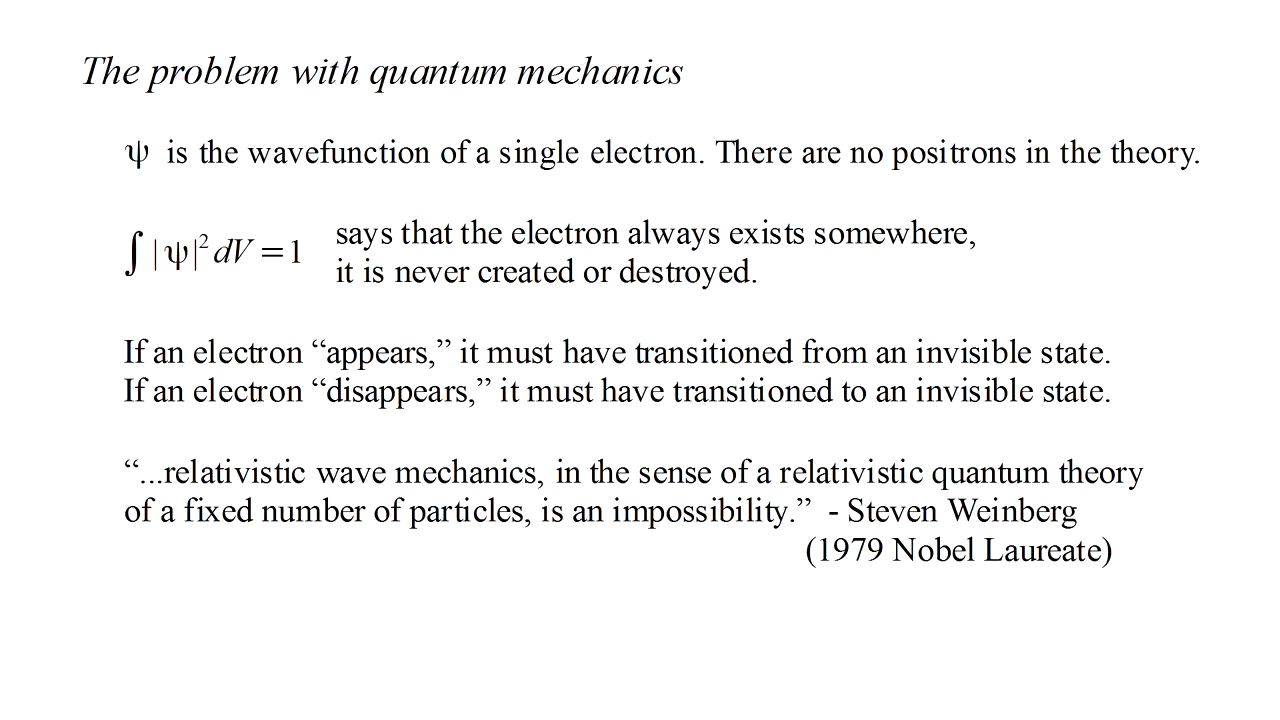 The problem with quantum mechanics
ψ is the wavefunction of a single electron. There are no positrons in the theory.
∫|ψ|² dV = 1
says that the electron always exists somewhere,
it is never created or destroyed.
If an electron “appears,” it must have transitioned from an invisible state.
If an electron “disappears,” it must have transitioned to an invisible state.
“...relativistic wave mechanics, in the sense of a relativistic quantum theory
of a fixed number of particles, is an impossibility.” - Steven Weinberg
(1979 Nobel Laureate)